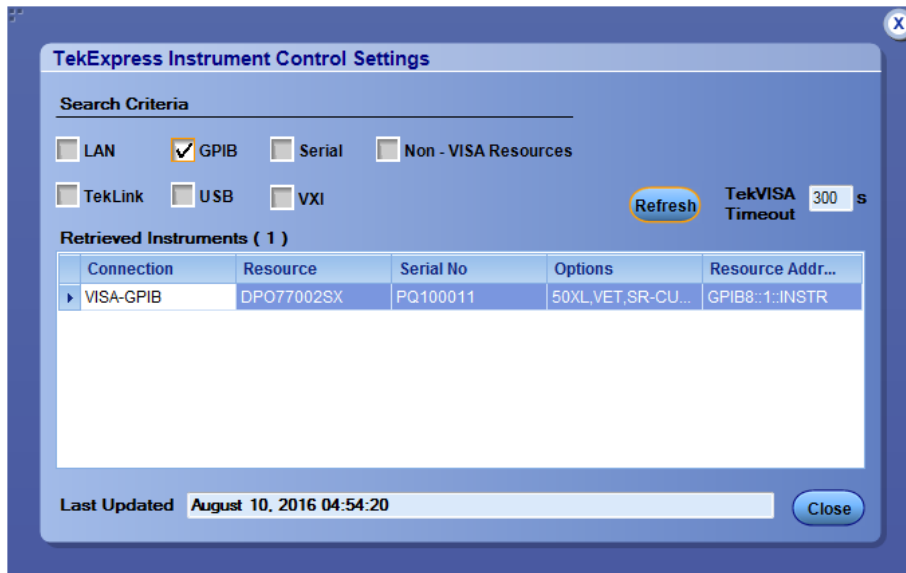 X
TekExpress Instrument Control Settings
Search Criteria
LAN GPIB Serial Non - VISA Resources
TekLink USB VXI Refresh TekVISA Timeout 300 s
Retrieved Instruments ( 1 )
Connection Resource Serial No Options Resource Addr...
VISA-GPIB DPO77002SX PQ100011 50XL,VET,SR-CU... GPIB8::1::INSTR
Last Updated August 10, 2016 04:54:20 Close